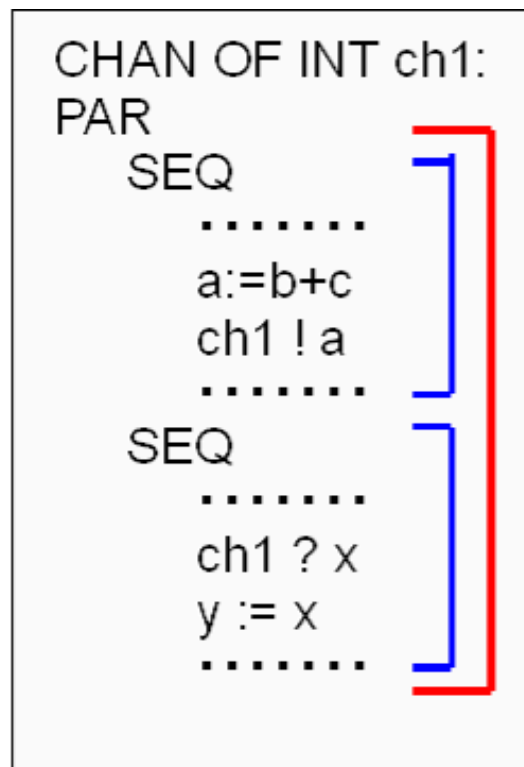 CHAN OF INT ch1:
PAR
SEQ
.......
a:=b+c
ch1 ! a
.......
SEQ
.......
ch1 ? x
y := x
.......